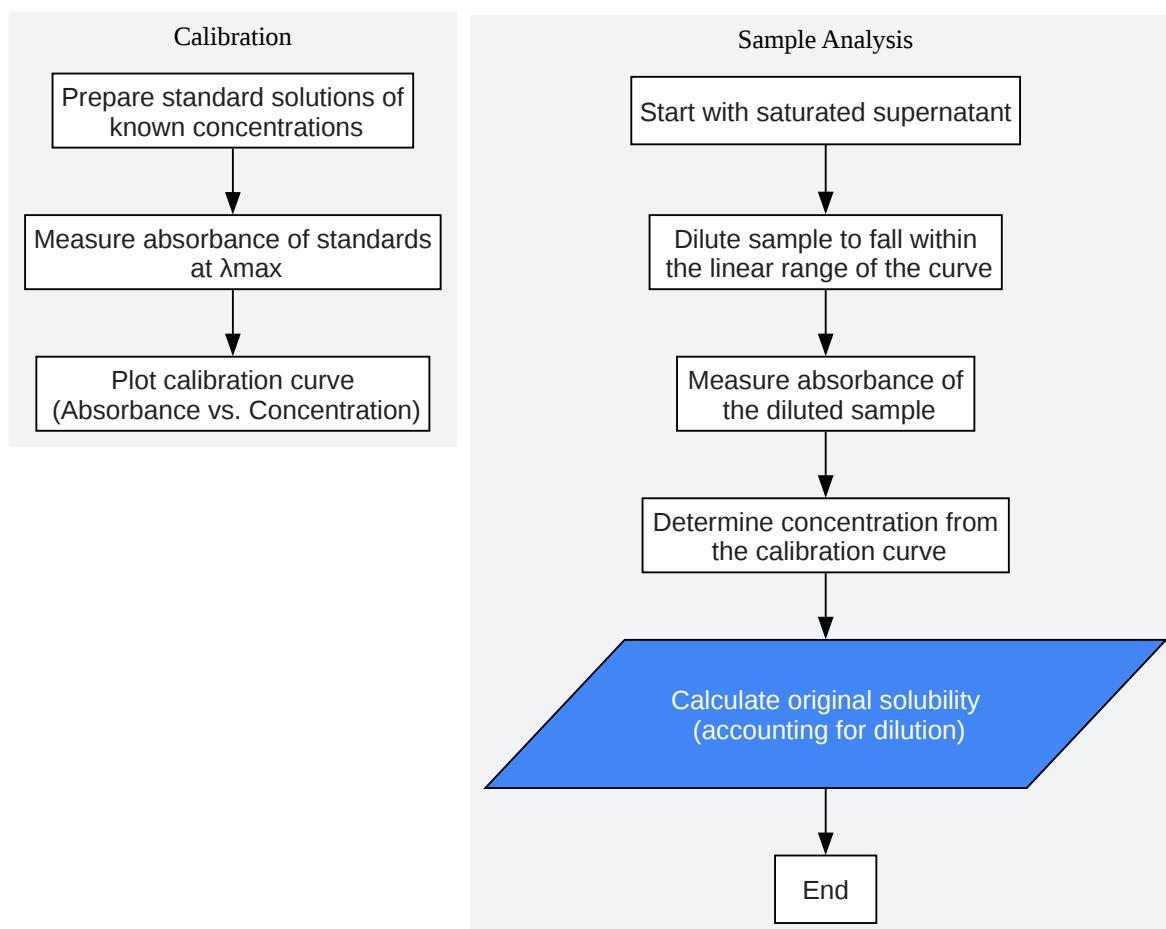 Calibration
Prepare standard solutions of
known concentrations
Measure absorbance of standards
at λmax
Plot calibration curve
(Absorbance vs. Concentration)
Sample Analysis
Start with saturated supernatant
Dilute sample to fall within
the linear range of the curve
Measure absorbance of
the diluted sample
Determine concentration from
the calibration curve
Calculate original solubility
(accounting for dilution)
End